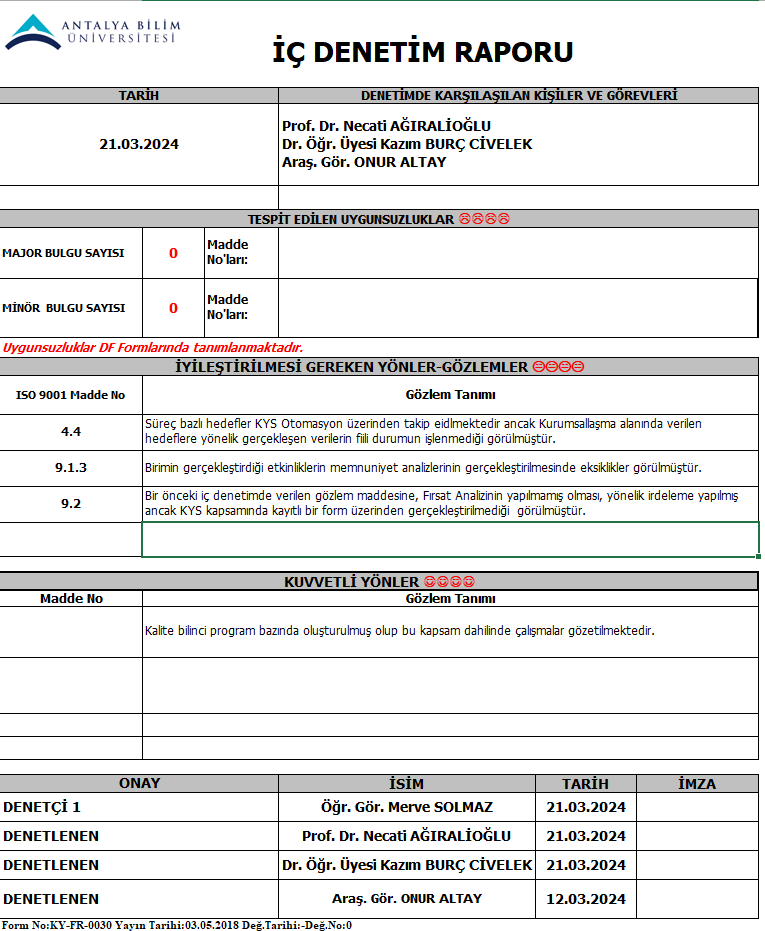 ANTALYA BİLİM
ÜNİVERSİTESİ
İÇ DENETİM RAPORU
TARİH
DENETİMDE KARŞILAŞILAN KİŞİLER VE GÖREVLERİ
21.03.2024
Prof. Dr. Necati AĞIRALİOĞLU
Dr. Öğr. Üyesi Kazım BURÇ CİVELEK
Araş. Gör. ONUR ALTAY
TESPİT EDİLEN UYGUNSUZLUKLAR ☹☹☹☹
MAJOR BULGU SAYISI
0
Madde
No'ları:
MİNÖR BULGU SAYISI
0
Madde
No'ları:
Uygunsuzluklar DF Formlarında tanımlanmaktadır.
İYİLEŞTİRİLMESİ GEREKEN YÖNLER-GÖZLEMLER 😐😐😐😐
ISO 9001 Madde No
Gözlem Tanımı
4.4
Süreç bazlı hedefler KYS Otomasyon üzerinden takip eidlmektedir ancak Kurumsallaşma alanında verilen
hedeflere yönelik gerçekleşen verilerin fiili durumun işlenmediği görülmüştür.
9.1.3
Birimin gerçekleştirdiği etkinliklerin memnuniyet analizlerinin gerçekleştirilmesinde eksiklikler görülmüştür.
9.2
Bir önceki iç denetimde verilen gözlem maddesine, Fırsat Analizinin yapılmamış olması, yönelik irdeleme yapılmış
ancak KYS kapsamında kayıtlı bir form üzerinden gerçekleştirilmediği görülmüştür.
KUVVETLİ YÖNLER ☺☺☺☺
Madde No
Gözlem Tanımı
Kalite bilinci program bazında oluşturulmuş olup bu kapsam dahilinde çalışmalar gözetilmektedir.
ONAY
İSİM
TARİH
İMZA
DENETÇİ 1
Öğr. Gör. Merve SOLMAZ
21.03.2024
DENETLENEN
Prof. Dr. Necati AĞIRALİOĞLU
21.03.2024
DENETLENEN
Dr. Öğr. Üyesi Kazım BURÇ CİVELEK
21.03.2024
DENETLENEN
Araş. Gör. ONUR ALTAY
12.03.2024
Form No:KY-FR-0030 Yayın Tarihi:03.05.2018 Değ.Tarihi:-Değ.No:0